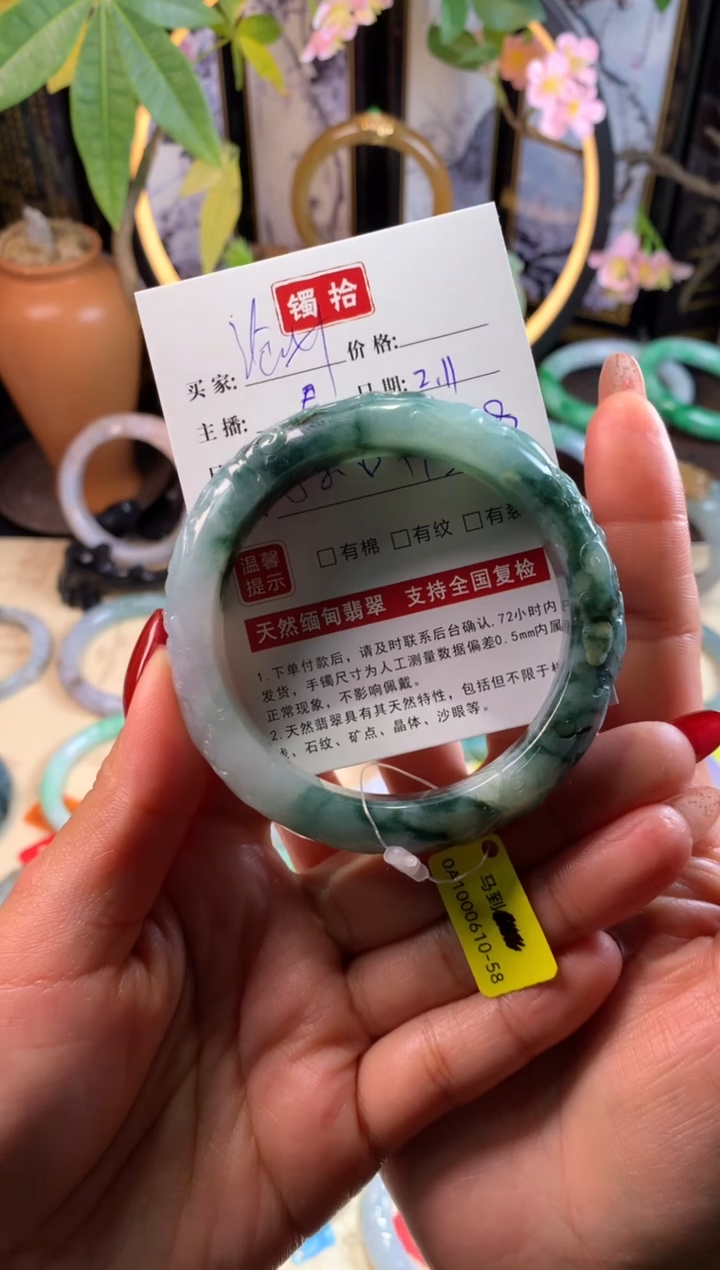 镯拾
买家: 价格:
主播: 日期: 2.11
8
温馨提示 □有棉 □有纹 □有裂
天然缅甸翡翠 支持全国复检
1.下单付款后，请及时联系后台确认.72小时内
发货，手镯尺寸为人工测量数据偏差0.5mm内属
正常现象，不影响佩戴。
2.天然翡翠具有其天然特性，包括但不限于
、石纹、矿点、晶体、沙眼等。
马到
0A1000610-58